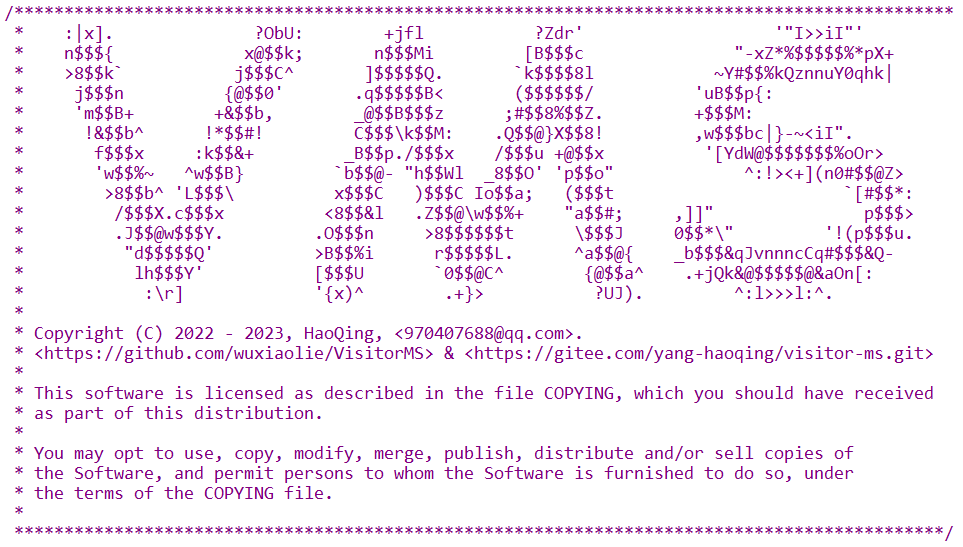 /**********************************************************************************************
 *    :|x].              ?ObU:        +jfl           ?Zdr'                   '"I>>iI"'
 *    n$$${             x@$$k;       n$$$Mi         [B$$$c               "-xZ*%$$$$$%*pX+
 *    >8$$k`           j$$$C^       ]$$$$$Q.       `k$$$$8l            ~Y#$$%kQznnuY0qhk|
 *     j$$$n          {@$$0'       .q$$$$$B<       ($$$$$$/          'uB$$p{:
 *     'm$$B+        +&$$b,        _@$$B$$$z      ;#$$8%$$Z.         +$$$M:
 *      !&$$b^      !*$$#!         C$$$\k$$M:    .Q$$@}X$$8!         ,w$$$bc|}-~<iI".
 *       f$$$x     :k$$&+         _B$$p./$$$x    /$$$u +@$$x          '[YdW@$$$$$$$%oOr>
 *       'w$$%~   ^w$$B}         `b$$@- "h$$Wl  _8$$O' 'p$$o"             ^:!><+](n0#$$@Z>
 *        >8$$b^ 'L$$$\          x$$$C   )$$$C Io$$a;   ($$$t                       `[#$$*:
 *         /$$$X.c$$$x          <8$$&l   .Z$$@\w$$%+    "a$$#;     ,]]"               p$$$>
 *         .J$$@w$$$Y.         .O$$$n     >8$$$$$$t      \$$$J     0$$*\"         '!(p$$$u.
 *          "d$$$$$Q'          >B$$%i      r$$$$$L.      ^a$$@{    _b$$$&qJvnnncCq#$$$&Q-
 *           lh$$$Y'           [$$$U       `0$$@C^        {@$$a^    .+jQk&@$$$$$@&aOn[:
 *            :\r]             '{x)^        .+}>           ?UJ).         ^:l>>>l:^.
 *
 * Copyright (C) 2022 - 2023, HaoQing, <970407688@qq.com>.
 * <https://github.com/wuxiaolie/VisitorMS> & <https://gitee.com/yang-haoqing/visitor-ms.git>
 *
 * This software is licensed as described in the file COPYING, which you should have received
 * as part of this distribution.
 *
 * You may opt to use, copy, modify, merge, publish, distribute and/or sell copies of
 * the Software, and permit persons to whom the Software is furnished to do so, under
 * the terms of the COPYING file.
 *
 *********************************************************************************************/